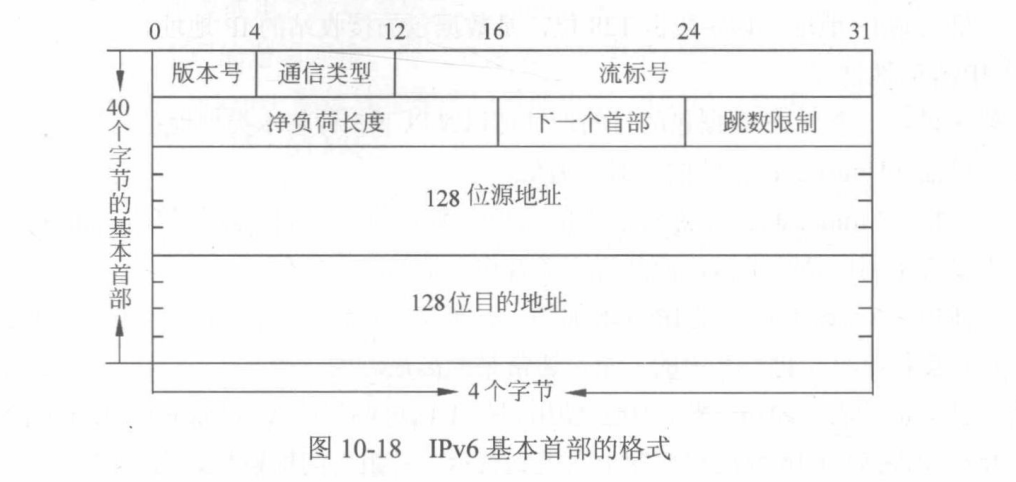 0 4 12 16 24 31
版本号 通信类型 流标号
净负荷长度 下一个首部 跳数限制
40个字节的基本首部
128 位源地址
128位目的地址
4个字节
图 10-18 IPv6 基本首部的格式